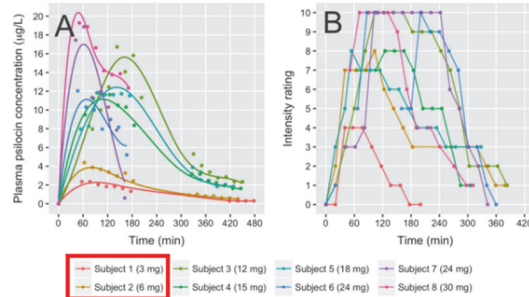 A
B
Plasma psilocin concentration (μg/L)
20
18
16
14
12
10
8
6
4
2
0
0 60 120 180 240 300 360 420 480
Time (min)
Intensity rating
10
9
8
7
6
5
4
3
2
1
0
0 60 120 180 240 300 360 420
Time (min)
Subject 1 (3 mg) Subject 3 (12 mg) Subject 5 (18 mg) Subject 7 (24 mg)
Subject 2 (6 mg) Subject 4 (15 mg) Subject 6 (24 mg) Subject 8 (30 mg)